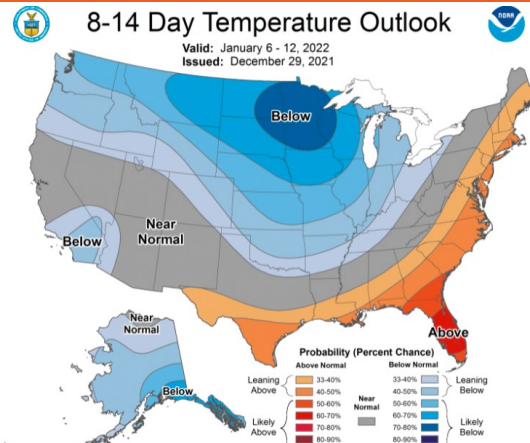 8-14 Day Temperature Outlook
Valid: January 6 - 12, 2022
Issued: December 29, 2021
NOAA
Below
Near
Normal
Below
Above
Near
Normal
Below
Probability (Percent Chance)
Above Normal
Below Normal
Leaning
Above
33-40%
40-50%
Near
Normal
33-40%
40-50%
Leaning
Below
Likely
Above
50-60%
60-70%
70-80%
80-90%
50-60%
60-70%
70-80%
80-90%
Likely
Below